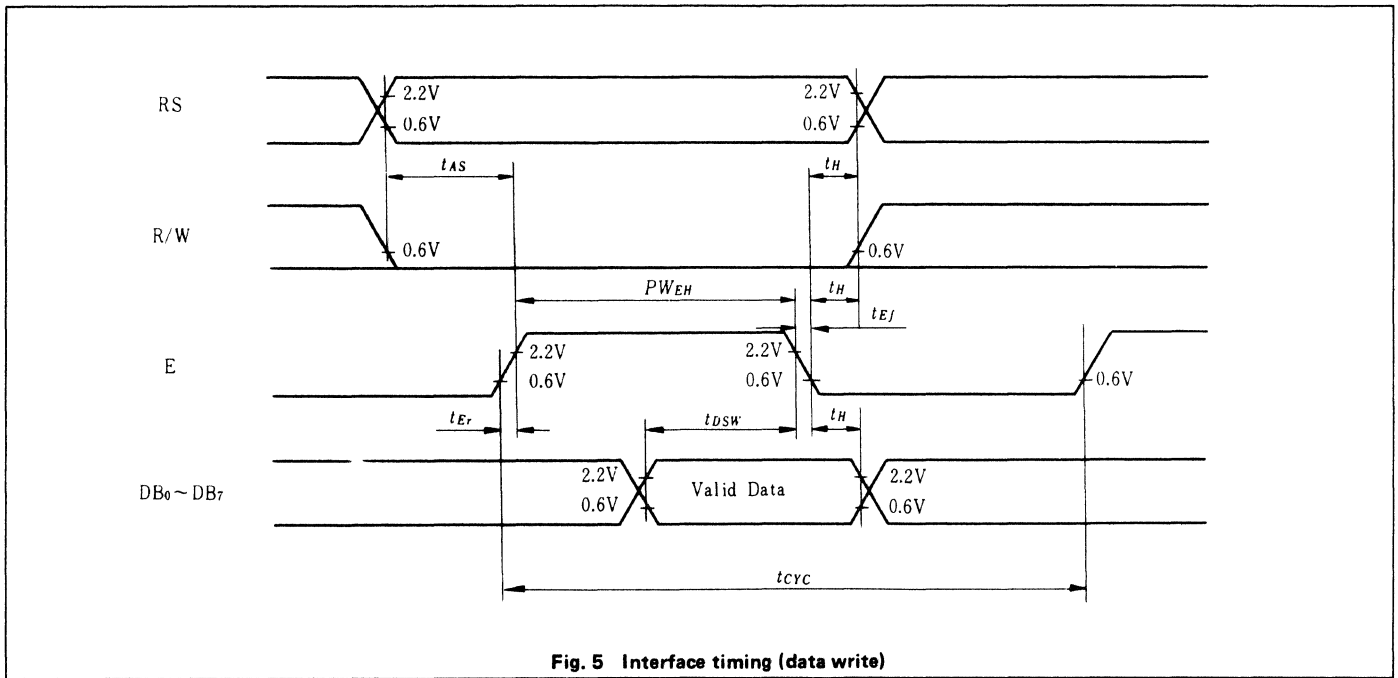 RS
2.2V
0.6V
2.2V
0.6V
tAS
tH
R/W
0.6V
0.6V
PWEH
tH
tEf
E
2.2V
0.6V
2.2V
0.6V
0.6V
tEr
tDSW
tH
DB0~DB7
2.2V
0.6V
Valid Data
2.2V
0.6V
tCYC
Fig. 5 Interface timing (data write)